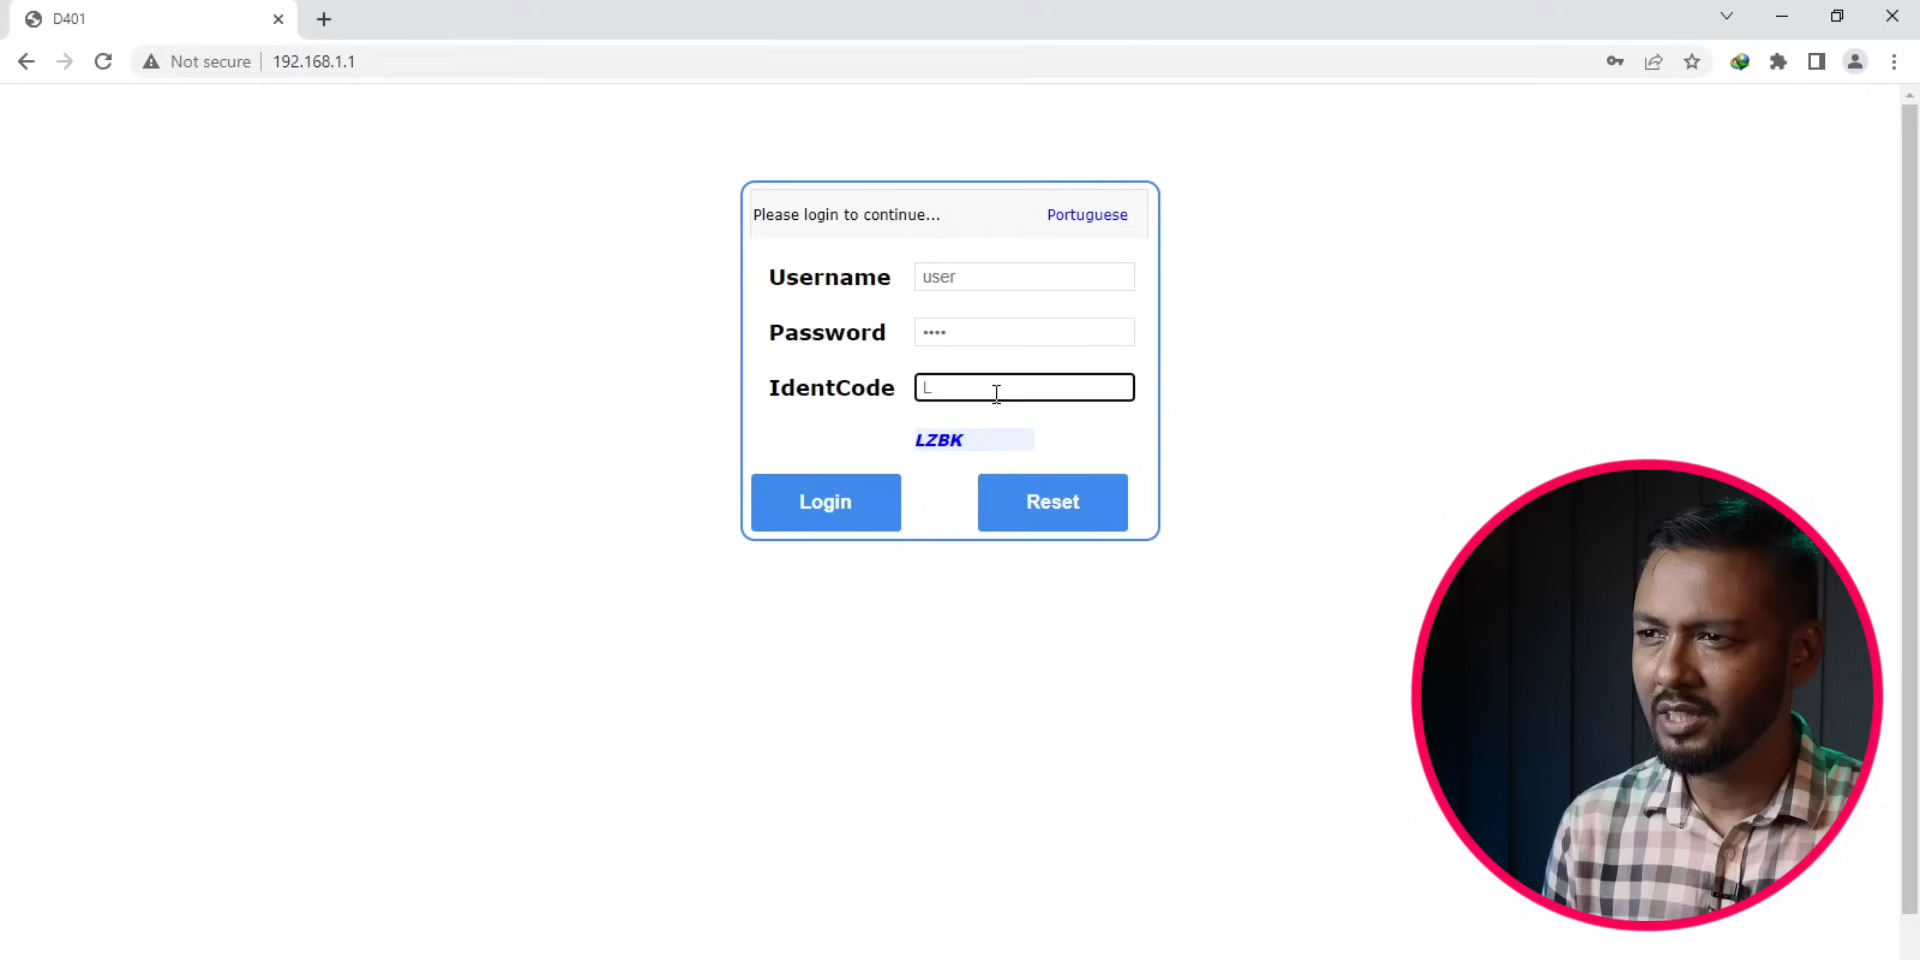 D401
Not secure
192.168.1.1
Please login to continue...
Portuguese
Username
user
Password
••••
IdentCode
L
LZBK
Login
Reset